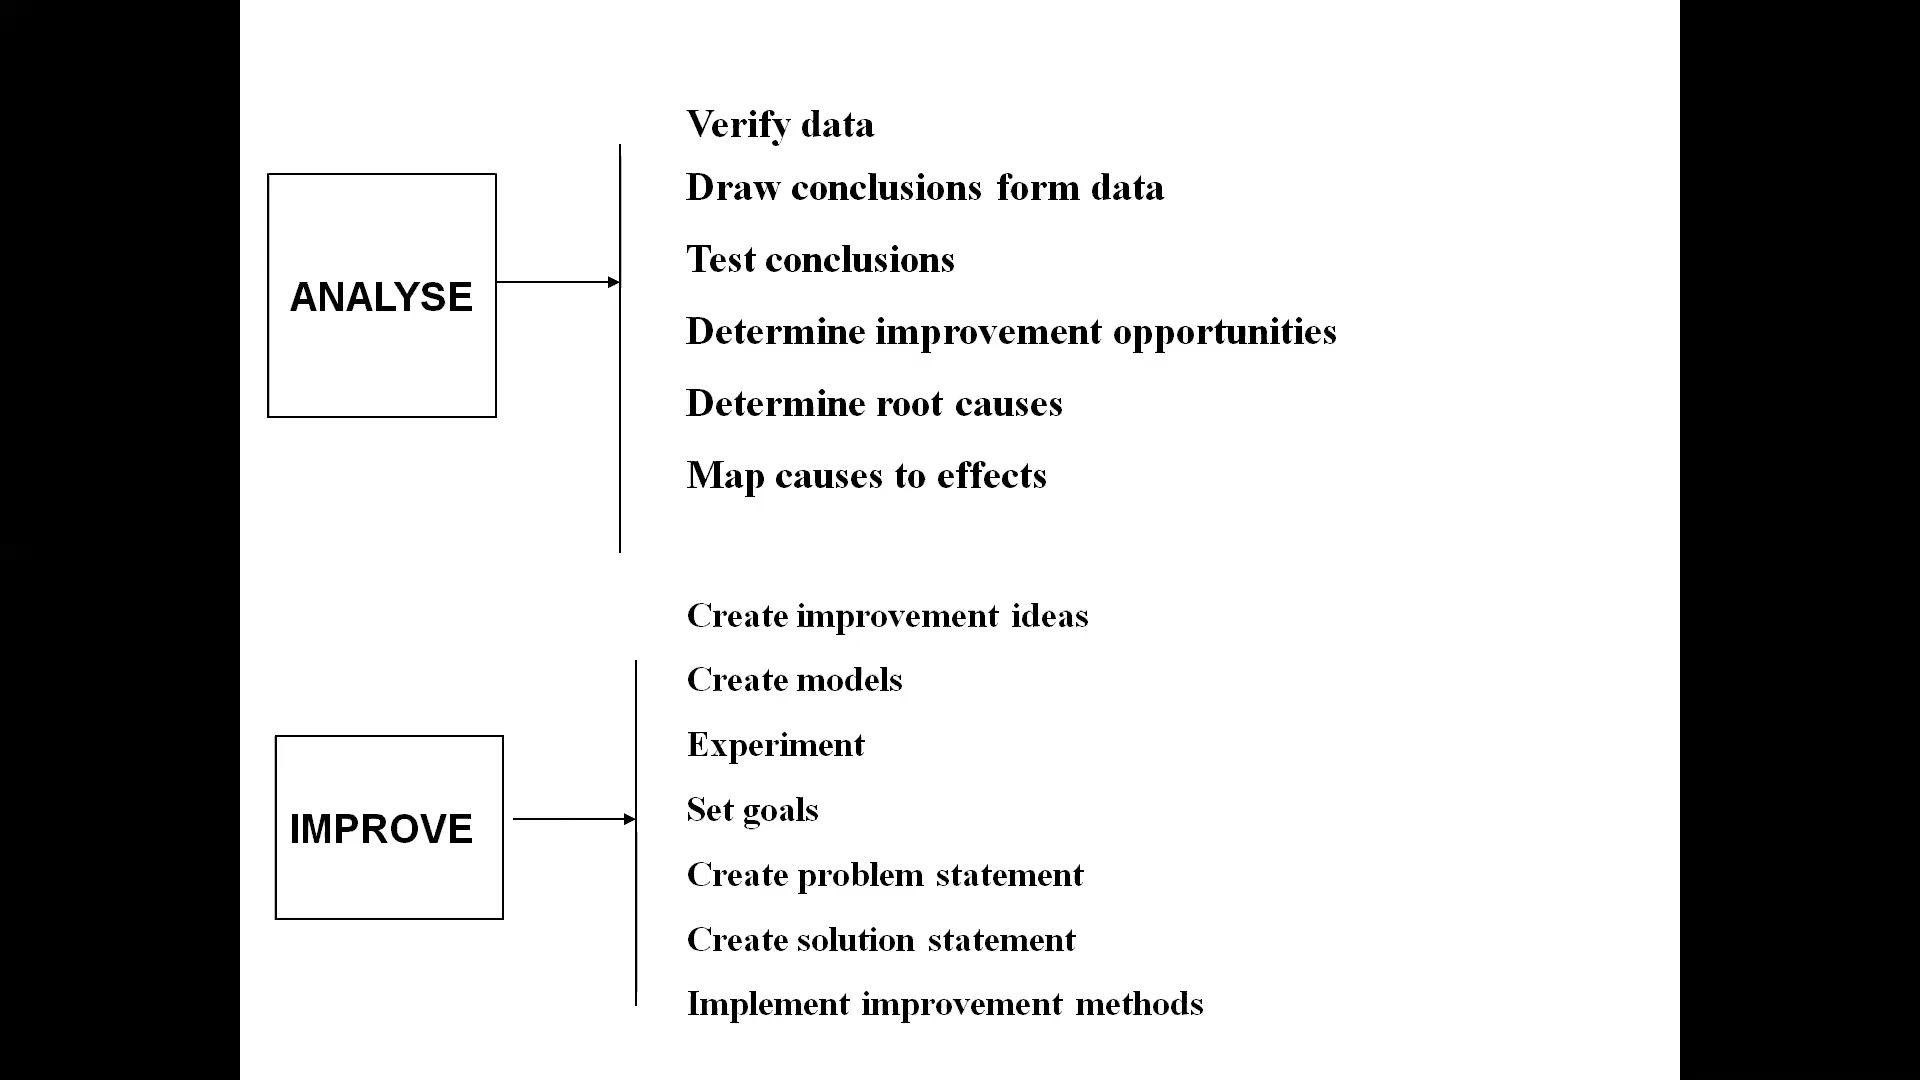 Verify data
Draw conclusions form data
Test conclusions
ANALYSE
Determine improvement opportunities
Determine root causes
Map causes to effects
Create improvement ideas
Create models
Experiment
Set goals
IMPROVE
Create problem statement
Create solution statement
Implement improvement methods